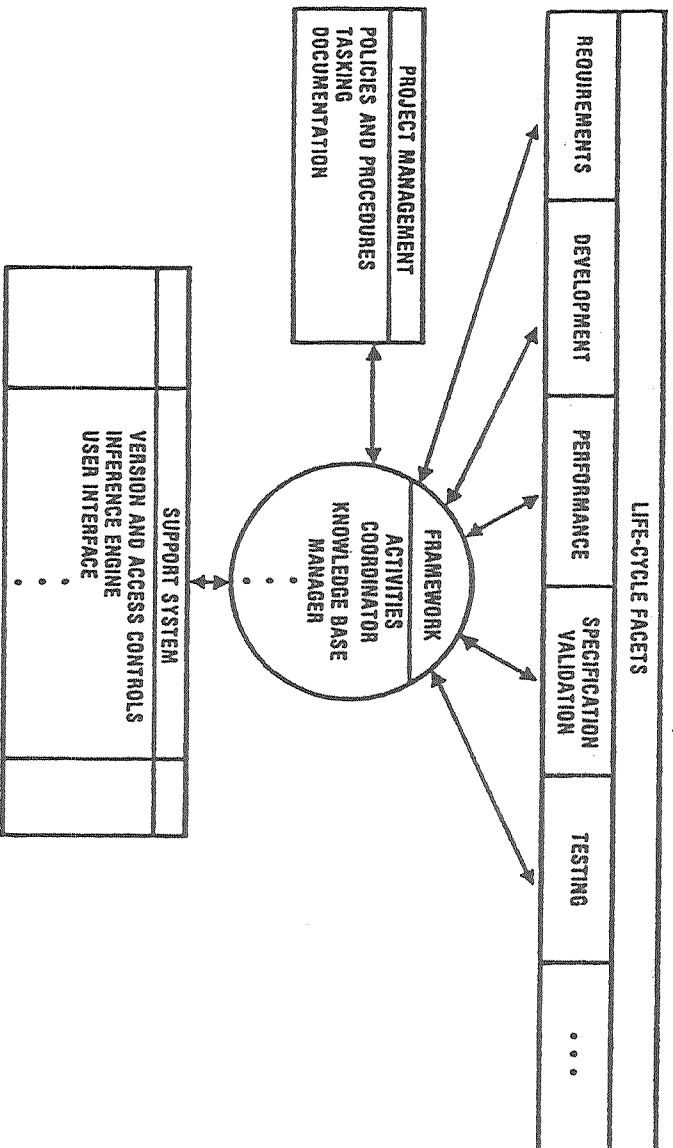 LIFE-CYCLE FACETS
REQUIREMENTS
DEVELOPMENT
PERFORMANCE
SPECIFICATION
VALIDATION
TESTING
. . .
PROJECT MANAGEMENT
POLICIES AND PROCEDURES
TASKING
DOCUMENTATION
FRAMEWORK
ACTIVITIES
COORDINATOR
KNOWLEDGE BASE
MANAGER
. . .
SUPPORT SYSTEM
VERSION AND ACCESS CONTROLS
INFERENCE ENGINE
USER INTERFACE
. . .